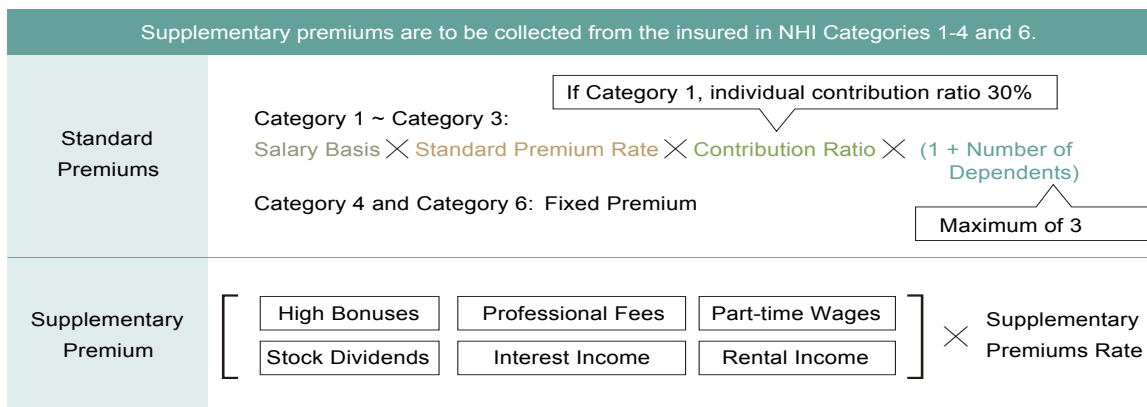 Supplementary premiums are to be collected from the insured in NHI Categories 1-4 and 6.
If Category 1, individual contribution ratio 30%
Standard
Premiums
Category 1 ~ Category 3:
Salary Basis × Standard Premium Rate × Contribution Ratio × (1 + Number of
Dependents)
Category 4 and Category 6: Fixed Premium
Maximum of 3
Supplementary
Premium
High Bonuses Professional Fees Part-time Wages
Stock Dividends Interest Income Rental Income
× Supplementary
Premiums Rate